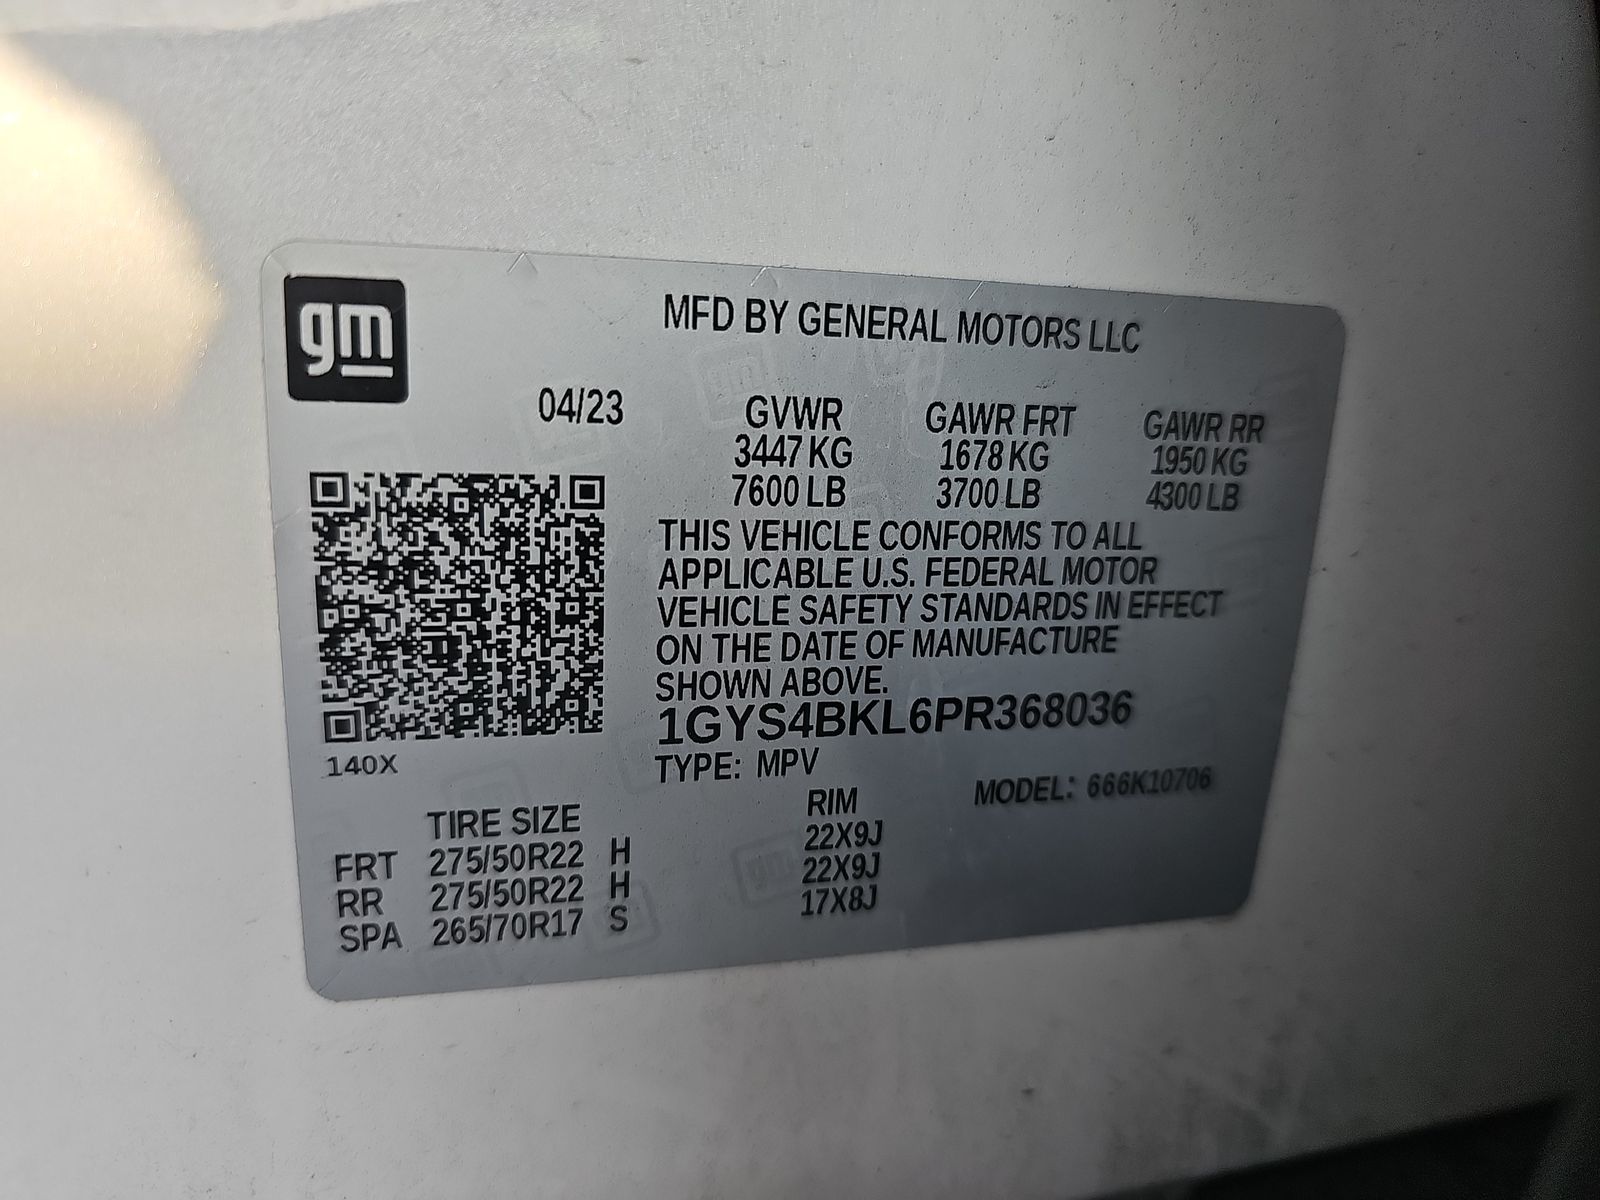 gm
MFD BY GENERAL MOTORS LLC
04/23 GVWR GAWR FRT GAWR RR
3447 KG 1678 KG 1950 KG
7600 LB 3700 LB 4300 LB
THIS VEHICLE CONFORMS TO ALL
APPLICABLE U.S. FEDERAL MOTOR
VEHICLE SAFETY STANDARDS IN EFFECT
ON THE DATE OF MANUFACTURE
SHOWN ABOVE.
1GYS4BKL6PR368036
140X TYPE: MPV
MODEL: 666K10706
TIRE SIZE RIM
FRT 275/50R22 H 22X9J
RR 275/50R22 H 22X9J
SPA 265/70R17 S 17X8J